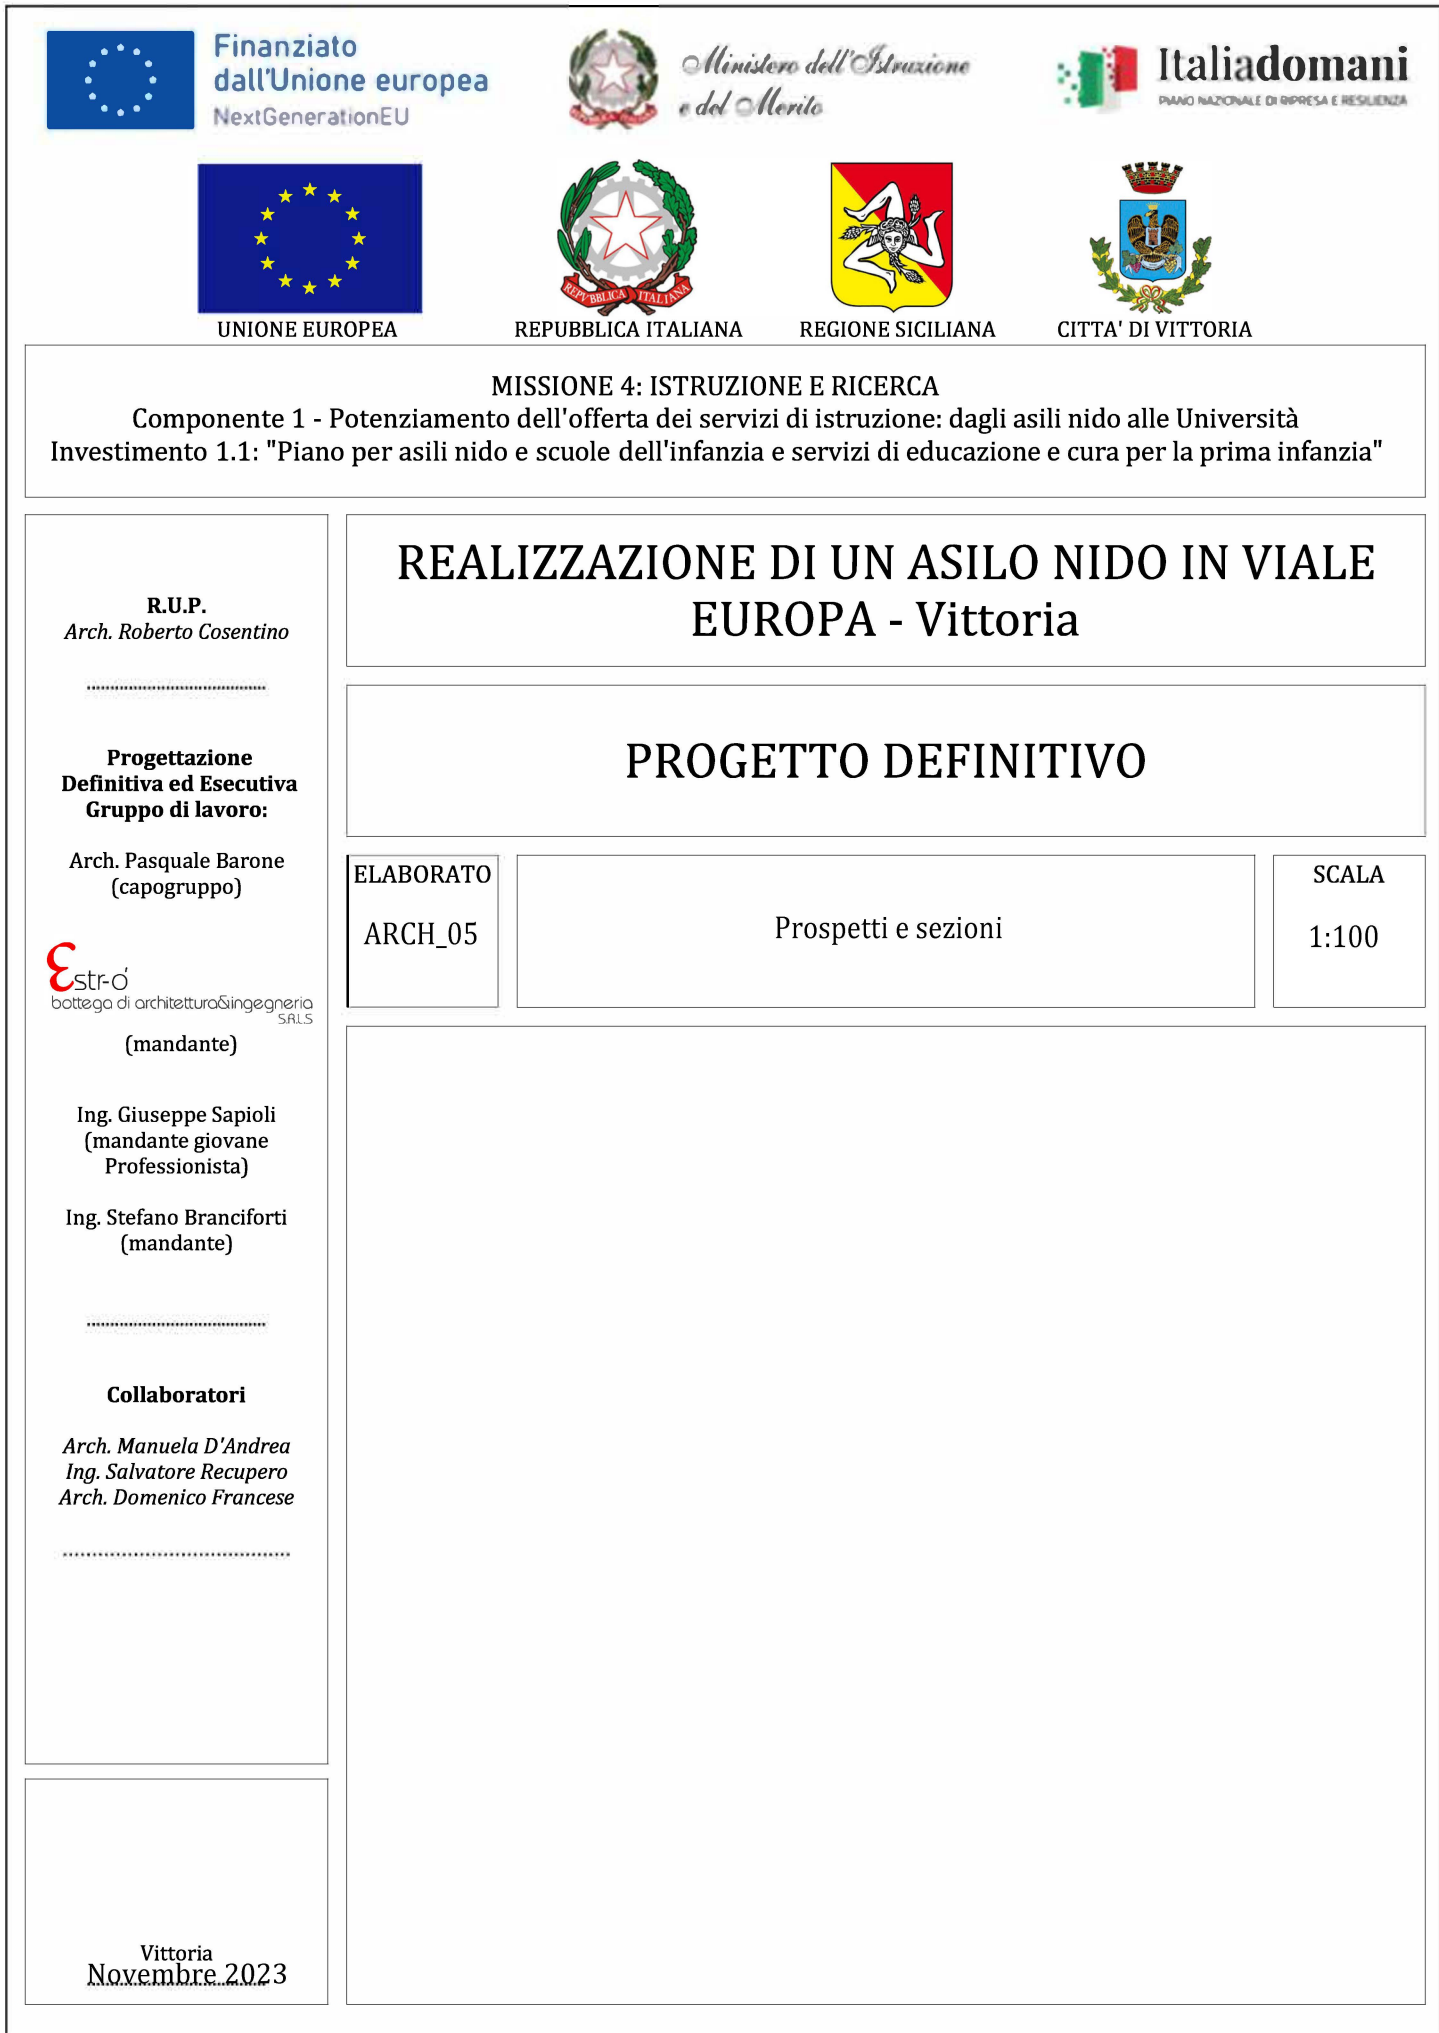 Finanziato
dall'Unione europea
NextGenerationEU
Ministero dell'Istruzione
e del Merito
Italiadomani
PIANO NAZIONALE DI RIPRESA E RESILIENZA
REPVBBLICA ITALIANA
UNIONE EUROPEA
REPUBBLICA ITALIANA
REGIONE SICILIANA
CITTA' DI VITTORIA
MISSIONE 4: ISTRUZIONE E RICERCA
Componente 1 - Potenziamento dell'offerta dei servizi di istruzione: dagli asili nido alle Università
Investimento 1.1: "Piano per asili nido e scuole dell'infanzia e servizi di educazione e cura per la prima infanzia"
R.U.P.
Arch. Roberto Cosentino
Progettazione
Definitiva ed Esecutiva
Gruppo di lavoro:
Arch. Pasquale Barone
(capogruppo)
Estr-o'
bottega di architettura&ingegneria
S.R.L.S
(mandante)
Ing. Giuseppe Sapioli
(mandante giovane
Professionista)
Ing. Stefano Branciforti
(mandante)
Collaboratori
Arch. Manuela D'Andrea
Ing. Salvatore Recupero
Arch. Domenico Francese
Vittoria
Novembre 2023
REALIZZAZIONE DI UN ASILO NIDO IN VIALE
EUROPA - Vittoria
PROGETTO DEFINITIVO
ELABORATO
ARCH_05
Prospetti e sezioni
SCALA
1:100